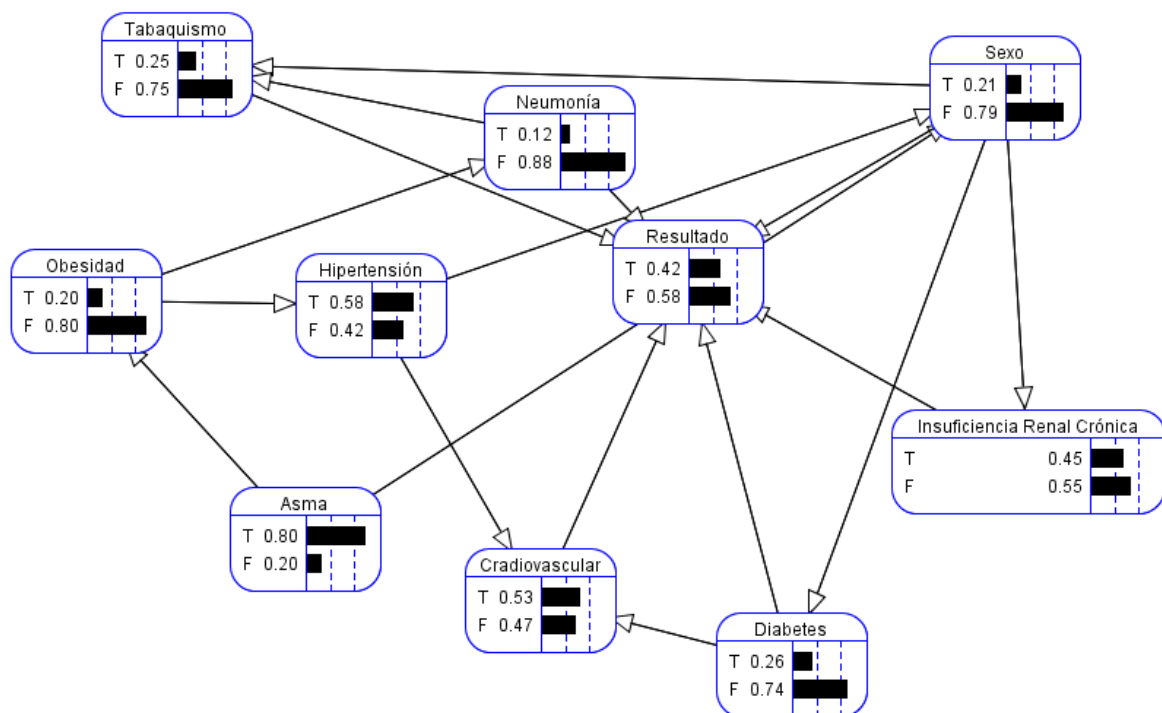 Tabaquismo
T 0.25
F 0.75
Sexo
T 0.21
F 0.79
Neumonía
T 0.12
F 0.88
Resultado
T 0.42
F 0.58
Obesidad
T 0.20
F 0.80
Hipertensión
T 0.58
F 0.42
Insuficiencia Renal Crónica
T 0.45
F 0.55
Asma
T 0.80
F 0.20
Cradiovascular
T 0.53
F 0.47
Diabetes
T 0.26
F 0.74